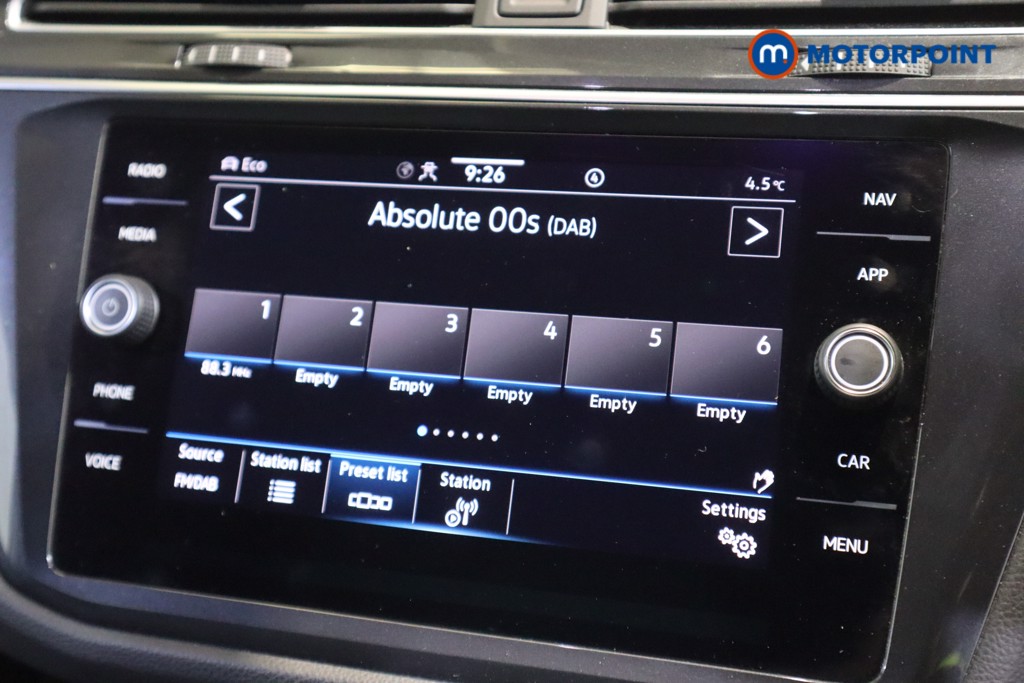 m MOTORPOINT
RADIO
MEDIA
PHONE
VOICE
Eco
9:26
4
4.5°C
Absolute 00s (DAB)
1 2 3 4 5 6
88.3 MHz Empty Empty Empty Empty Empty
Source Station list Preset list Station
FM/DAB
Settings
NAV
APP
CAR
MENU